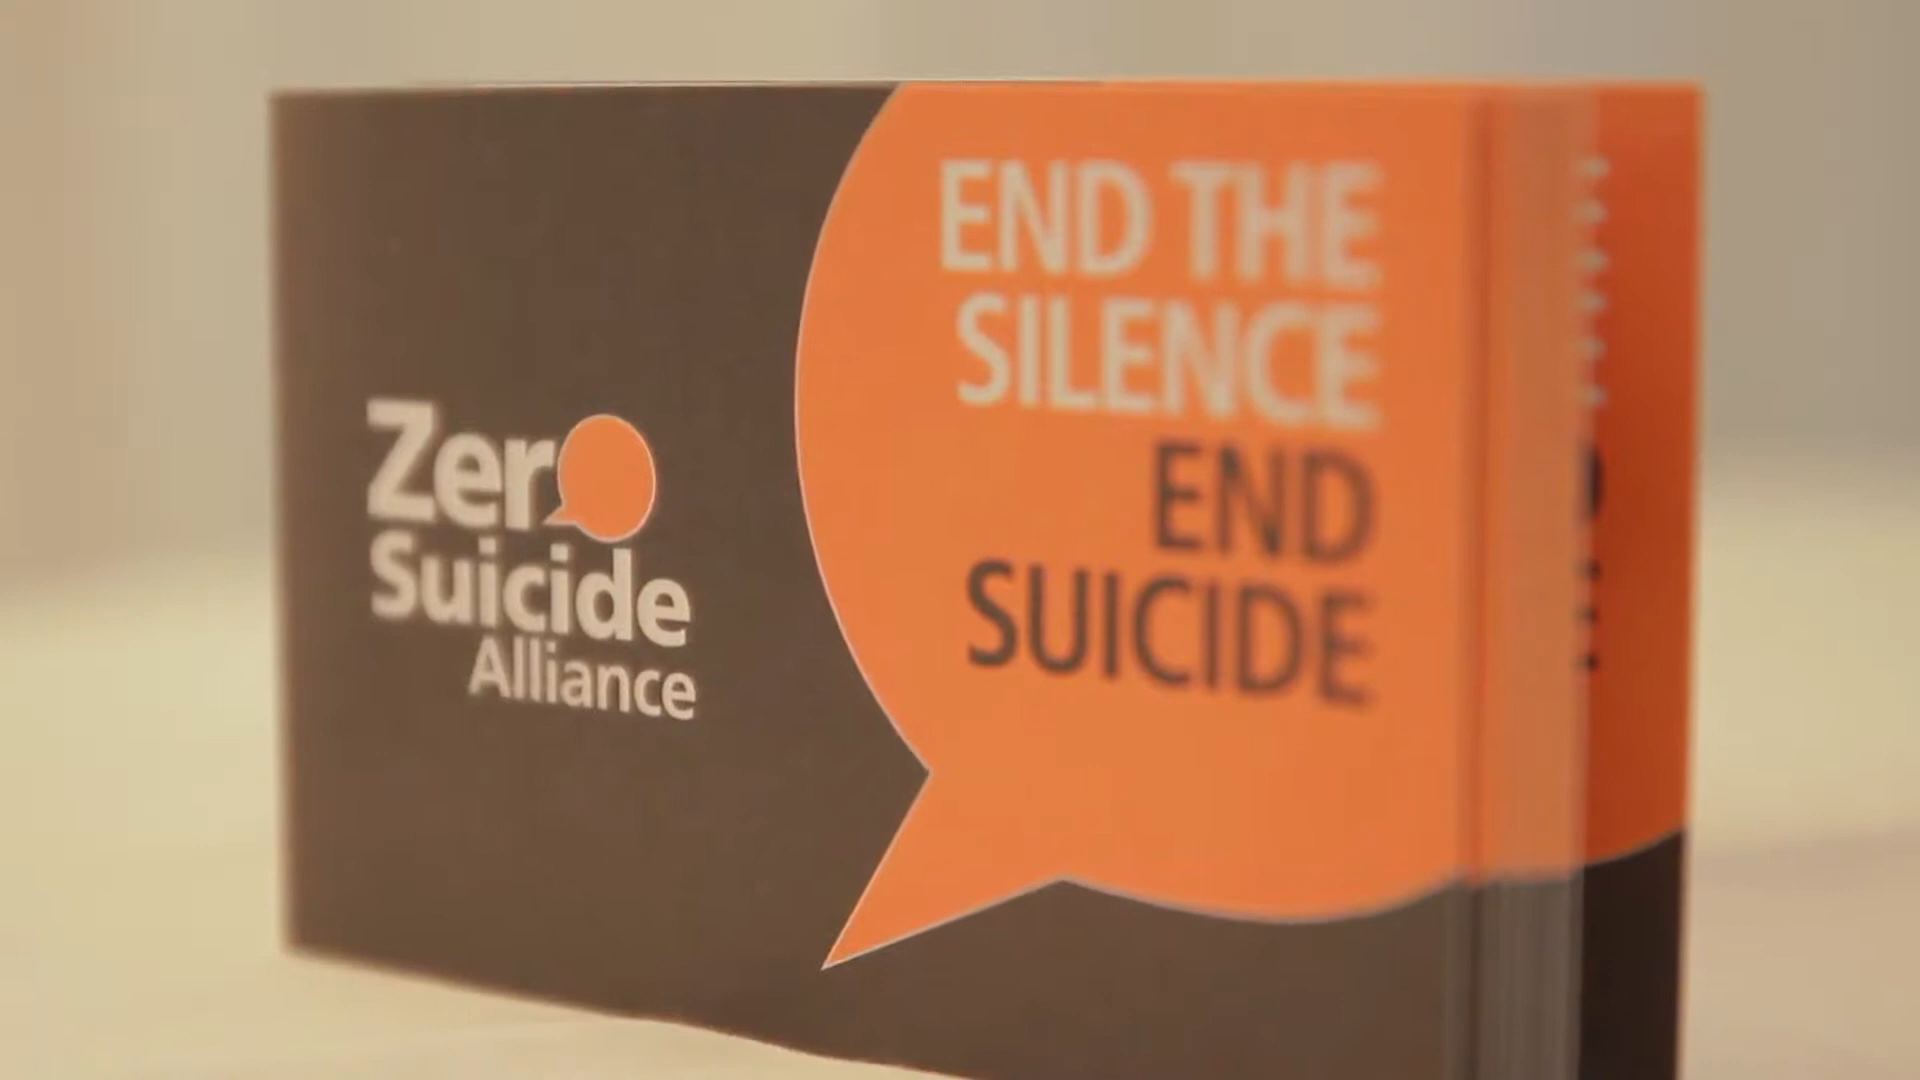 Zero
Suicide
Alliance
END THE
SILENCE
END
SUICIDE